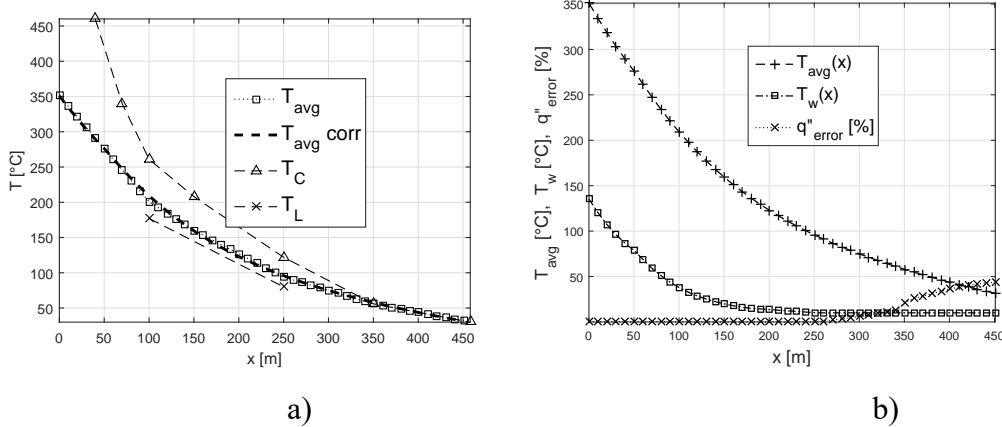 450
400
350
300
250
200
150
100
50
T [°C]
0 50 100 150 200 250 300 350 400 450
x [m]
T_avg
T_avg corr
T_C
T_L
a)
350
300
250
200
150
100
50
T_avg [°C], T_w [°C], q"_error [%]
0 50 100 150 200 250 300 350 400 450
x [m]
T_avg(x)
T_w(x)
q"_error [%]
b)